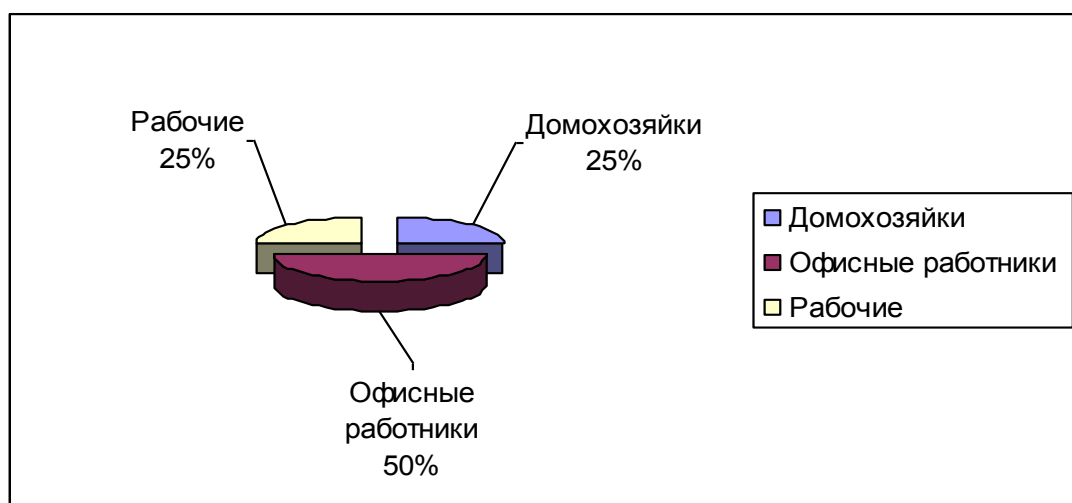 Рабочие
25%
Домохозяйки
25%
Офисные
работники
50%
Домохозяйки
Офисные работники
Рабочие